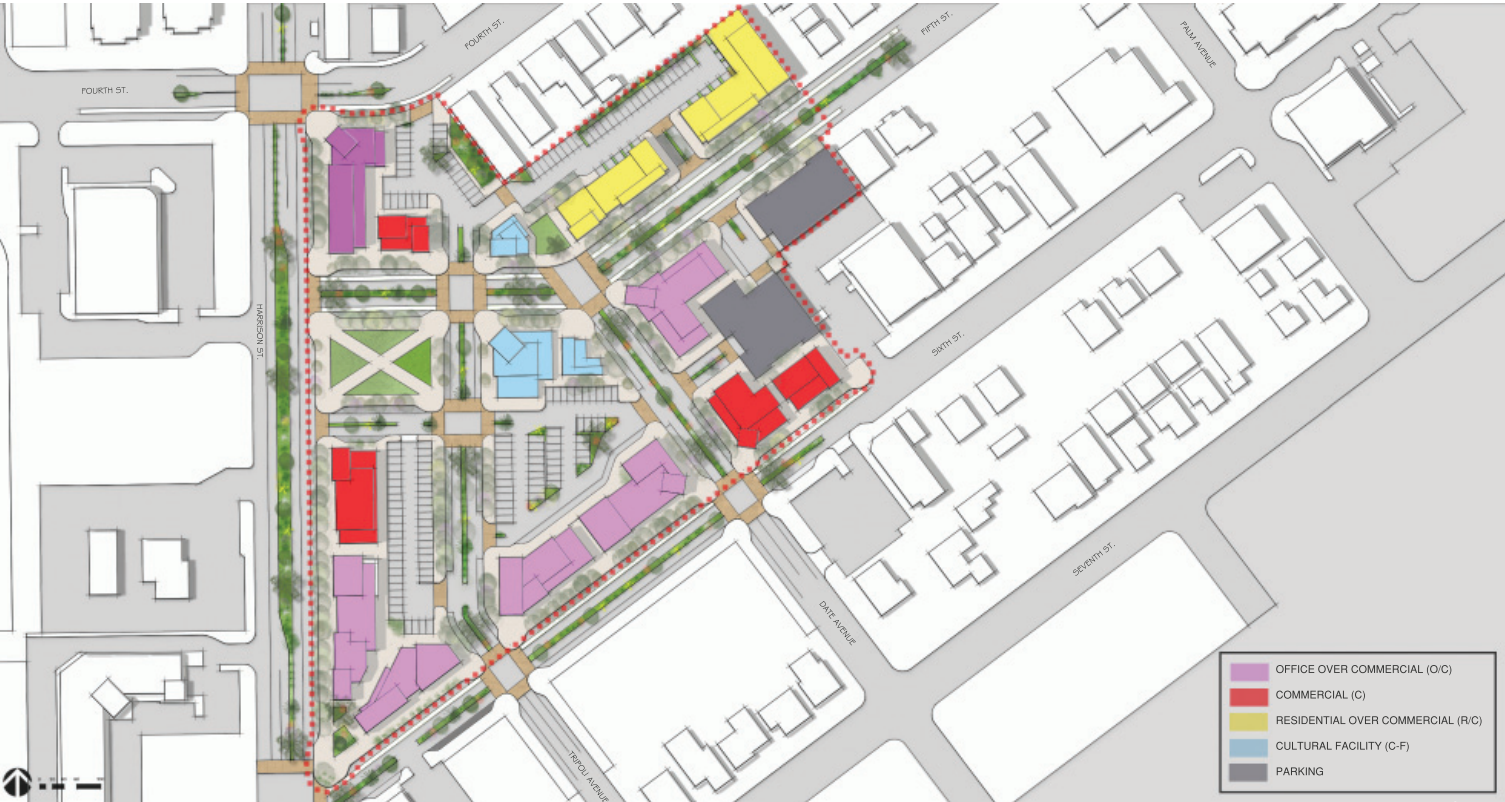 FOURTH ST.
FIFTH ST.
PALM AVENUE
FOURTH ST.
HARRISON ST.
SIXTH ST.
SEVENTH ST.
DATE AVENUE
TRIPOLI AVENUE
OFFICE OVER COMMERCIAL (O/C)
COMMERCIAL (C)
RESIDENTIAL OVER COMMERCIAL (R/C)
CULTURAL FACILITY (C-F)
PARKING